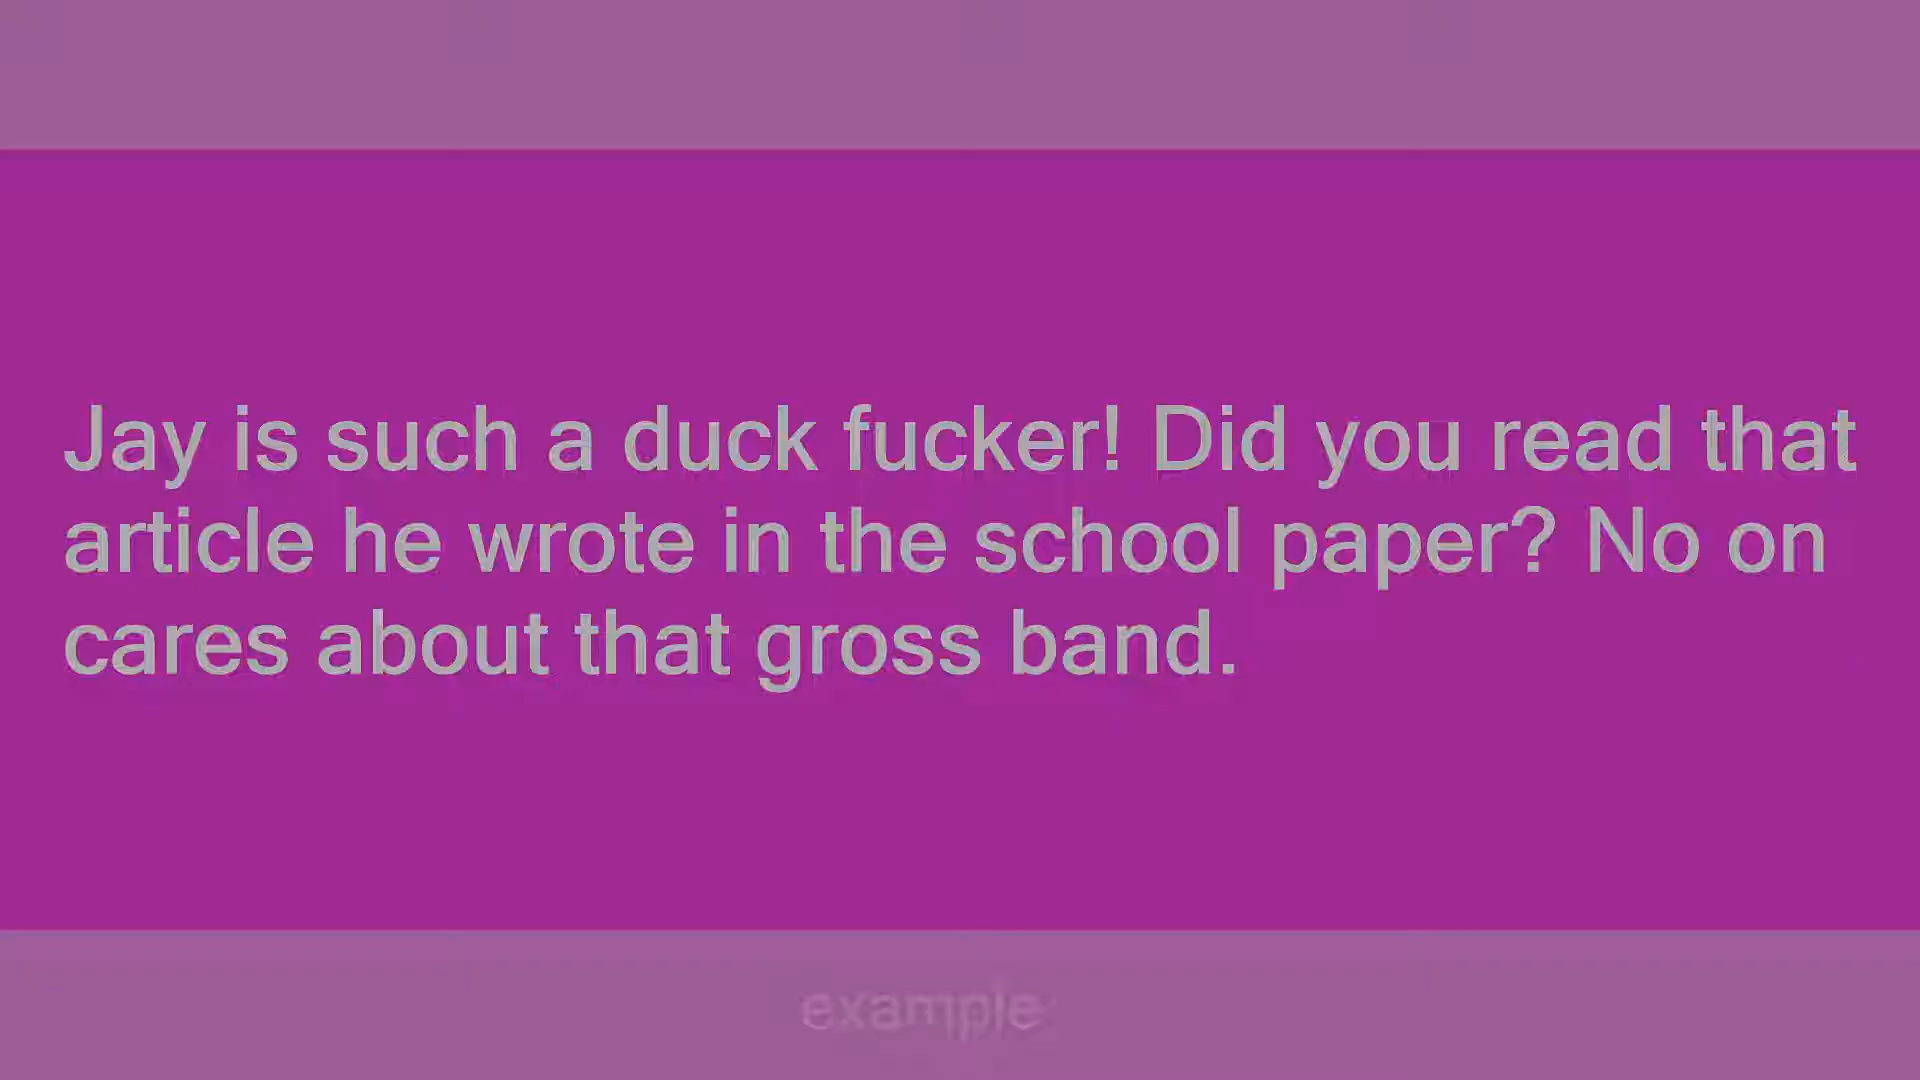 Jay is such a duck fucker! Did you read that
article he wrote in the school paper? No on
cares about that gross band.
example